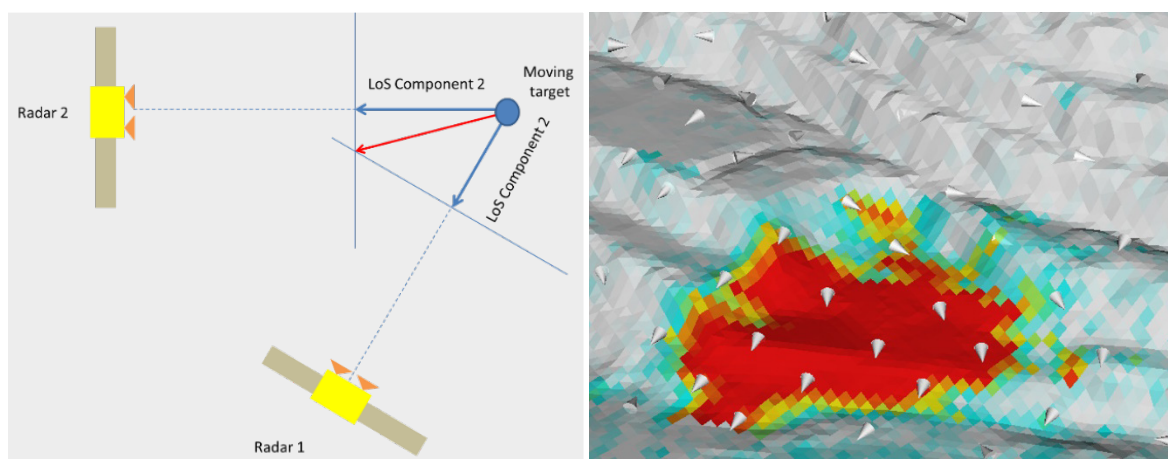 LoS Component 2
Moving
target
Radar 2
LoS Component 2
Radar 1